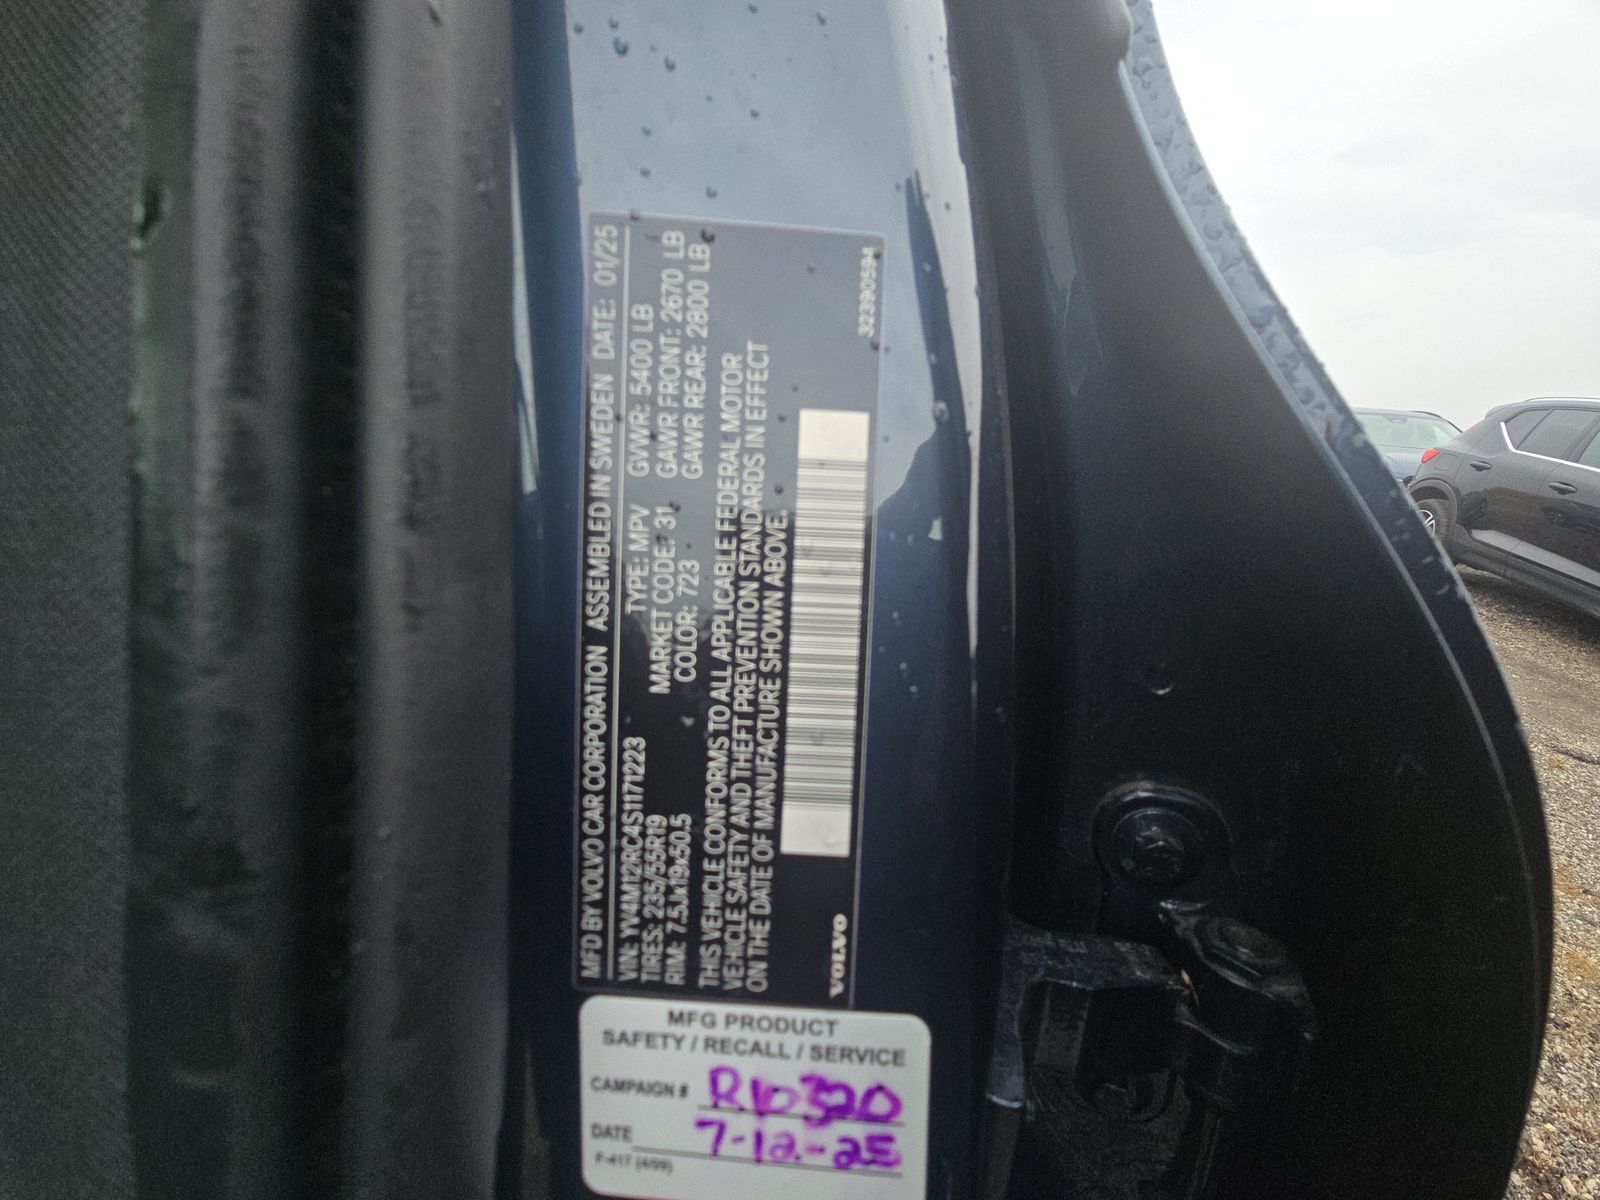 MFD BY VOLVO CAR CORPORATION ASSEMBLED IN SWEDEN DATE: 01/25
VIN: YV4M12RC4S1171223 TYPE: MPV GVWR: 5400 LB
TIRES: 235/55R19 MARKET CODE: 31 GAWR FRONT: 2670 LB
RIM: 7.5Jx19x50.5 COLOR: 723 GAWR REAR: 2800 LB
THIS VEHICLE CONFORMS TO ALL APPLICABLE FEDERAL MOTOR
VEHICLE SAFETY AND THEFT PREVENTION STANDARDS IN EFFECT
ON THE DATE OF MANUFACTURE SHOWN ABOVE.
VOLVO 32390594
MFG PRODUCT
SAFETY / RECALL / SERVICE
CAMPAIGN # R10320
DATE 7-12-25
F-417 (4/99)